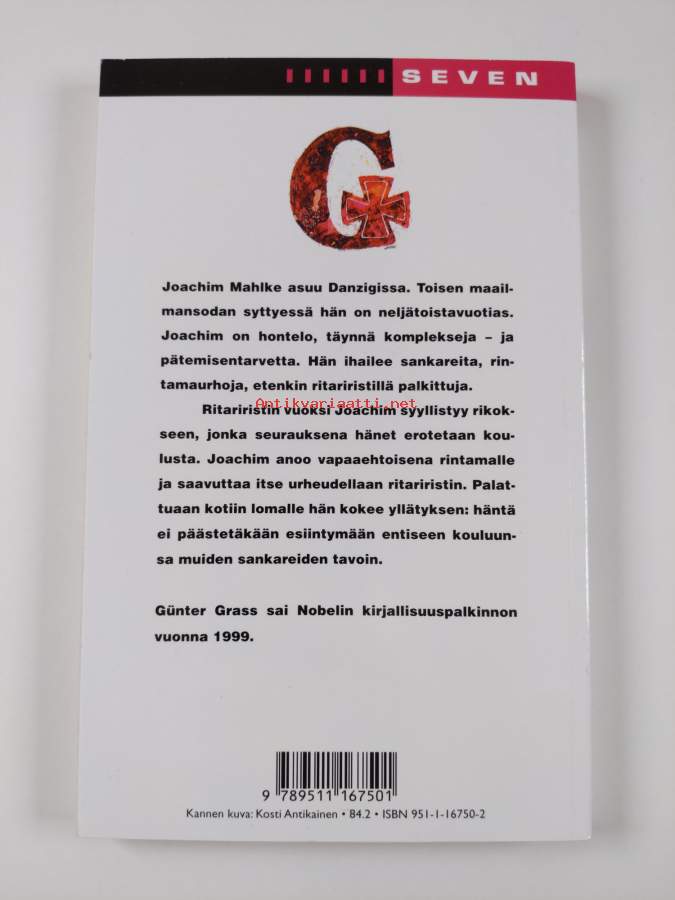 SEVEN
G
Joachim Mahlke asuu Danzigissa. Toisen maail-
mansodan syttyessä hän on neljätoistavuotias.
Joachim on hontelo, täynnä komplekseja – ja
pätemisentarvetta. Hän ihailee sankareita, rin-
tamaurhoja, etenkin ritariristillä palkittuja.
Antikvariaatti.net
Ritariristin vuoksi Joachim syyllistyy rikok-
seen, jonka seurauksena hänet erotetaan kou-
lusta. Joachim anoo vapaaehtoisena rintamalle
ja saavuttaa itse urheudellaan ritariristin. Palat-
tuaan kotiin lomalle hän kokee yllätyksen: häntä
ei päästetäkään esiintymään entiseen kouluun-
sa muiden sankareiden tavoin.
Günter Grass sai Nobelin kirjallisuuspalkinnon
vuonna 1999.
9 789511 167501
Kannen kuva: Kosti Antikainen • 84.2 • ISBN 951-1-16750-2